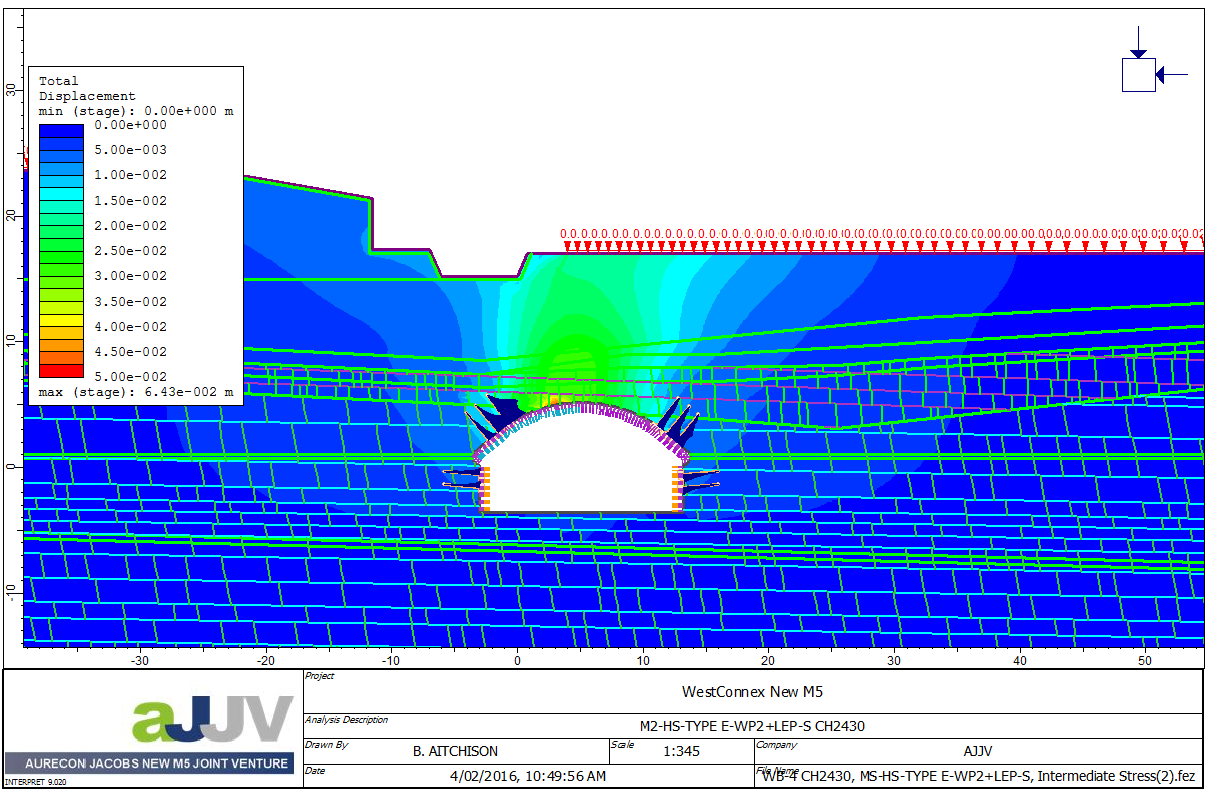 Total
Displacement
min (stage): 0.00e+000 m
0.00e+000
5.00e-003
1.00e-002
1.50e-002
2.00e-002
2.50e-002
3.00e-002
3.50e-002
4.00e-002
4.50e-002
5.00e-002
max (stage): 6.43e-002 m
30
20
10
0
-10
-30
-20
-10
0
10
20
30
40
50
Project
WestConnex New M5
Analysis Description
M2-HS-TYPE E-WP2+LEP-S CH2430
Drawn By
B. AITCHISON
Scale
1:345
Company
AJJV
Date
4/02/2016, 10:49:56 AM
File Name
WB-4 CH2430, MS-HS-TYPE E-WP2+LEP-S, Intermediate Stress(2).fez
aJJV
AURECON JACOBS NEW M5 JOINT VENTURE
INTERPRET 9.020